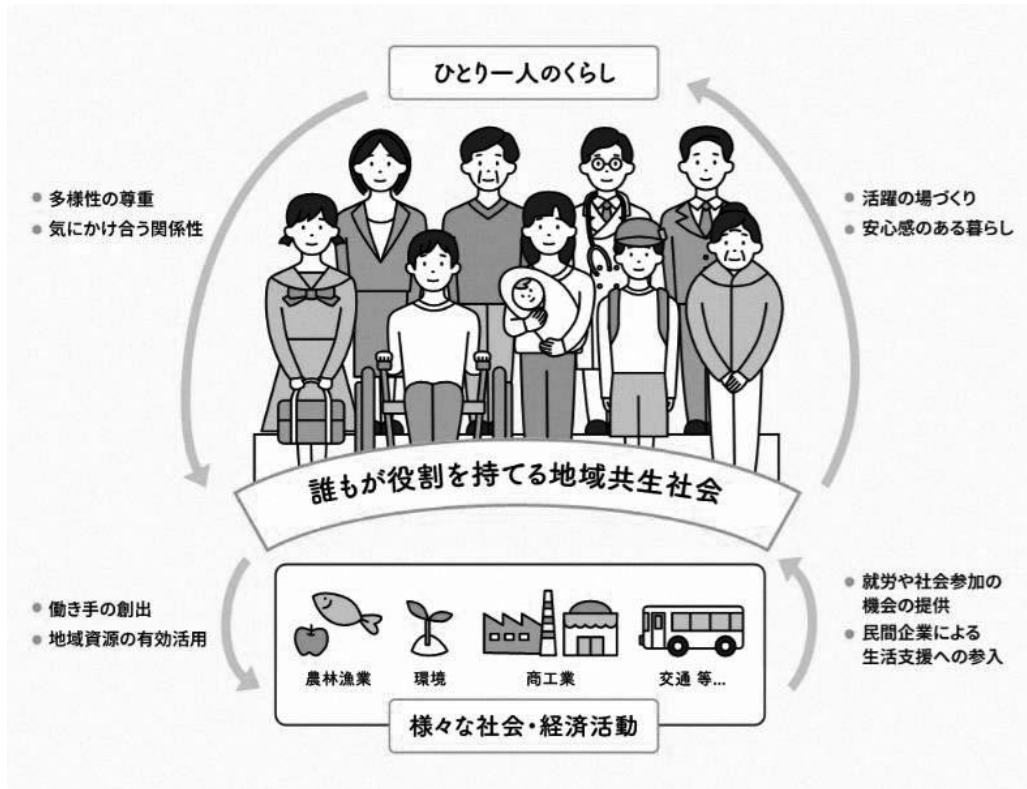 ひとり一人のくらし
● 多様性の尊重
● 気にかけ合う関係性
● 活躍の場づくり
● 安心感のある暮らし
誰もが役割を持てる地域共生社会
● 働き手の創出
● 地域資源の有効活用
● 就労や社会参加の
機会の提供
● 民間企業による
生活支援への参入
農林漁業
環境
商工業
交通 等...
様々な社会・経済活動